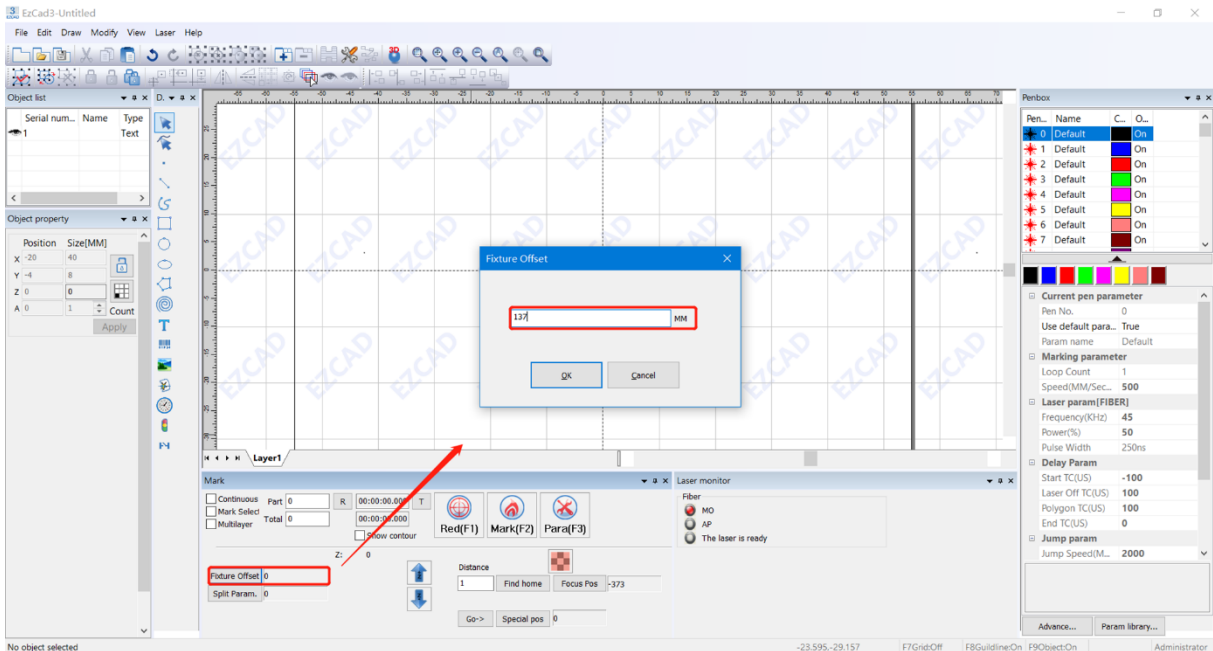 EzCad3-Untitled
File Edit Draw Modify View Laser Help
Object list
D.
Serial num... Name Type
1 Text
Object property
Position Size[MM]
X -20 40
Y -4 8
Z 0 0
A 0 1 Count
Apply
Layer1
Fixture Offset
137 MM
OK Cancel
Mark
Continuous Part 0 R 00:00:00.000 T
Mark Select
Total 0 00:00:00.000
Multilayer
Show contour
Red(F1) Mark(F2) Para(F3)
Z: 0
Fixture Offset 0
Split Param. 0
Distance
1 Find home Focus Pos -373
Go-> Special pos 0
Laser monitor
Fiber
MO
AP
The laser is ready
Penbox
Pen... Name C... O...
0 Default On
1 Default On
2 Default On
3 Default On
4 Default On
5 Default On
6 Default On
7 Default On
Current pen parameter
Pen No. 0
Use default para... True
Param name Default
Marking parameter
Loop Count 1
Speed(MM/Sec... 500
Laser param[FIBER]
Frequency(KHz) 45
Power(%) 50
Pulse Width 250ns
Delay Param
Start TC(US) -100
Laser Off TC(US) 100
Polygon TC(US) 100
End TC(US) 0
Jump param
Jump Speed(M... 2000
Advance... Param library...
No object selected
-23.595,-29.157 F7Grid:Off F8Guildline:On F9Object:On Administrator
EZCAD